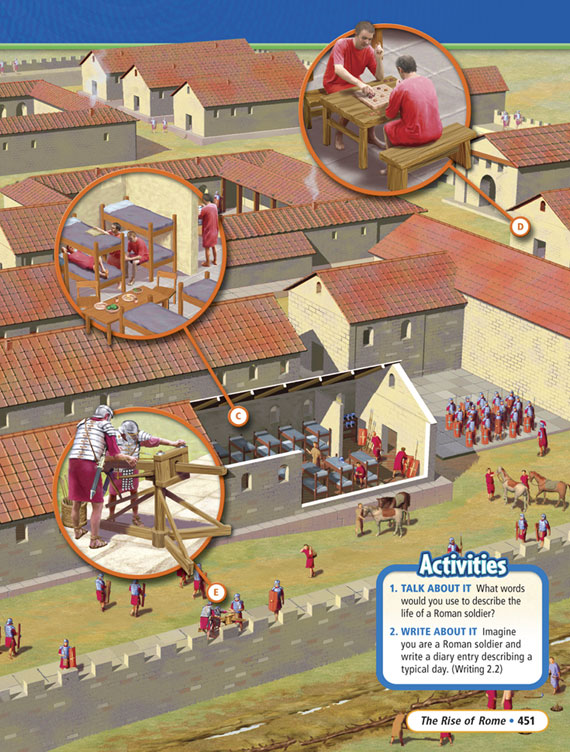 D
C
E
Activities
1. TALK ABOUT IT What words
would you use to describe the
life of a Roman soldier?
2. WRITE ABOUT IT Imagine
you are a Roman soldier and
write a diary entry describing a
typical day. (Writing 2.2)
The Rise of Rome • 451